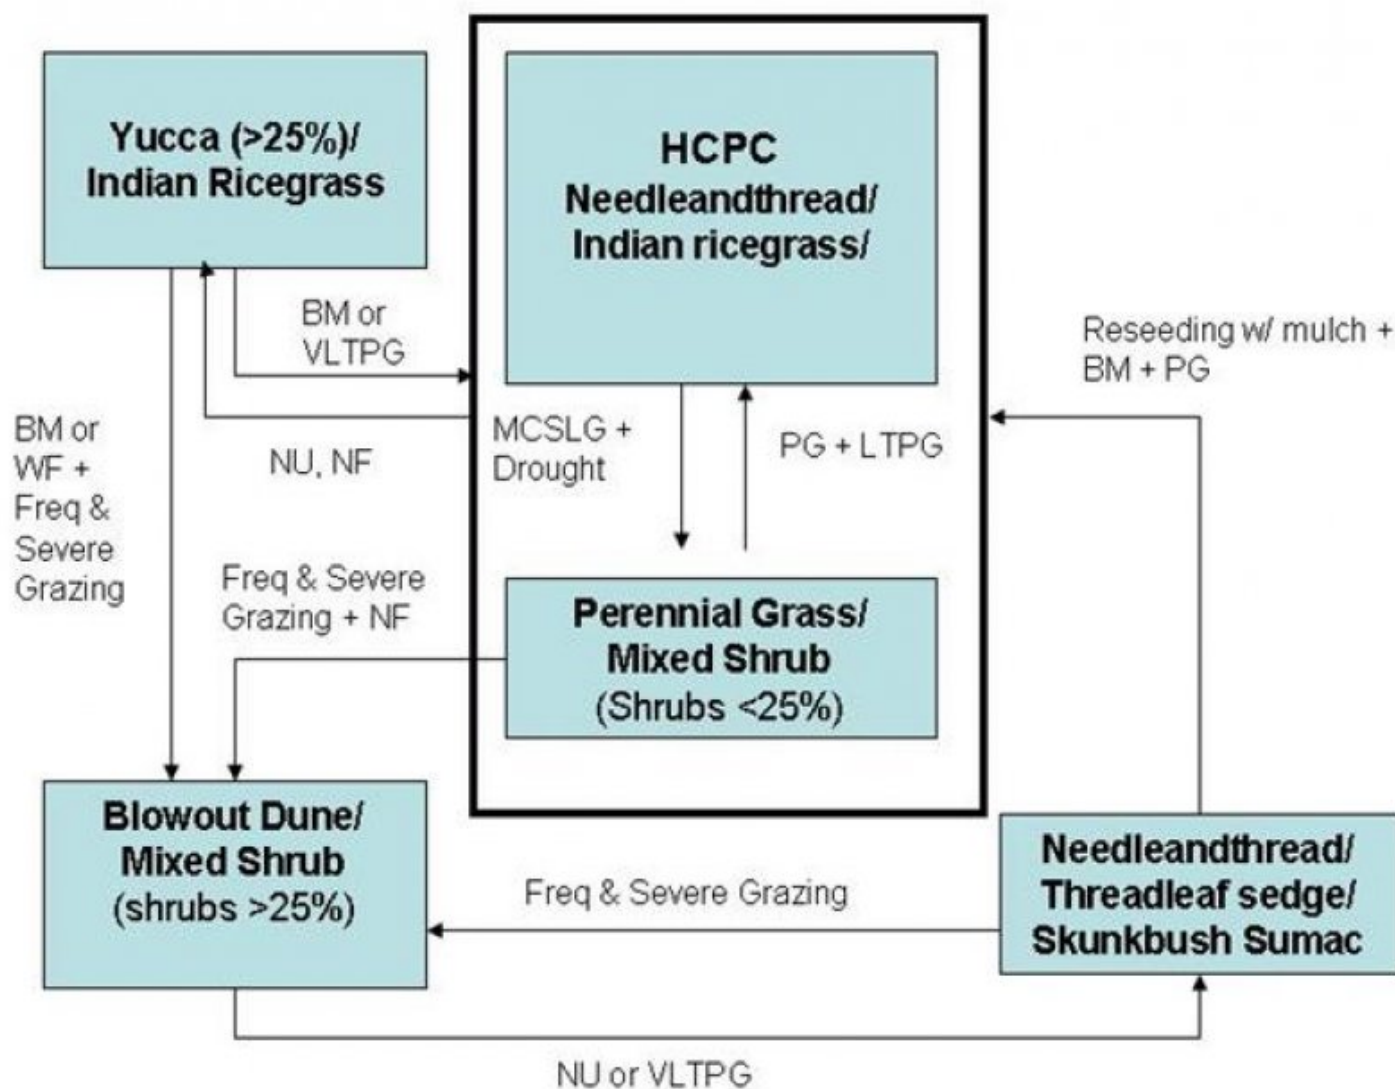 Yucca (>25%)/
Indian Ricegrass
HCPC
Needleandthread/
Indian ricegrass/
BM or
VLTPG
NU, NF
MCSLG +
Drought
PG + LTPG
Reseeding w/ mulch +
BM + PG
BM or
WF +
Freq &
Severe
Grazing
Freq & Severe
Grazing + NF
Perennial Grass/
Mixed Shrub
(Shrubs <25%)
Blowout Dune/
Mixed Shrub
(shrubs >25%)
Freq & Severe Grazing
Needleandthread/
Threadleaf sedge/
Skunkbush Sumac
NU or VLTPG